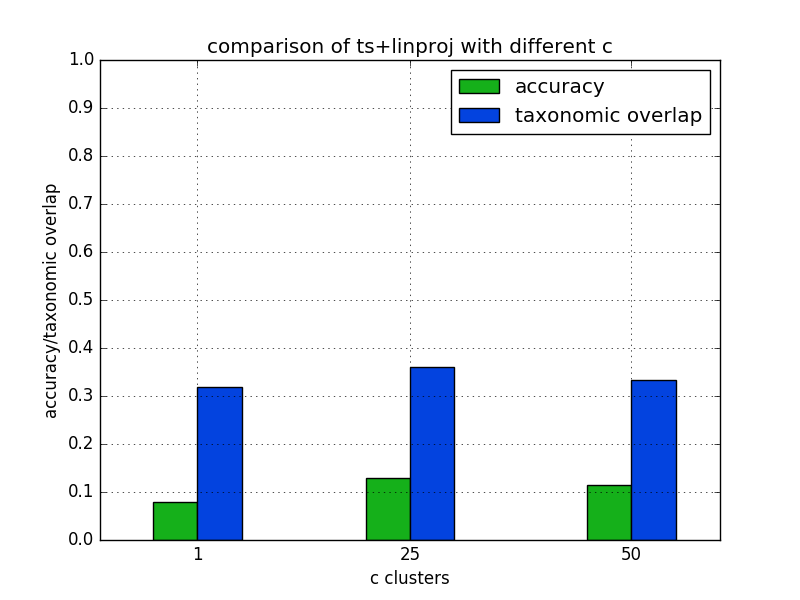 comparison of ts+linproj with different c
accuracy
taxonomic overlap
accuracy/taxonomic overlap
1.0
0.9
0.8
0.7
0.6
0.5
0.4
0.3
0.2
0.1
0.0
1 25 50
c clusters